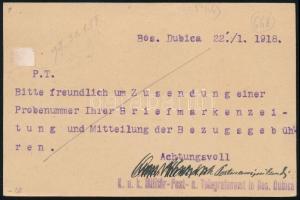 Bos. Dubica 22./1. 1918.
P.T.
Bitte freundlich um Zusendung einer
Probenummer Ihrer Briefmarkenzei-
tung und Mitteilung der Bezugsgebüh-
ren.
Achtungsvoll
K. u. k. Militär-Post- u. Telegrafenamt in Bos. Dubica